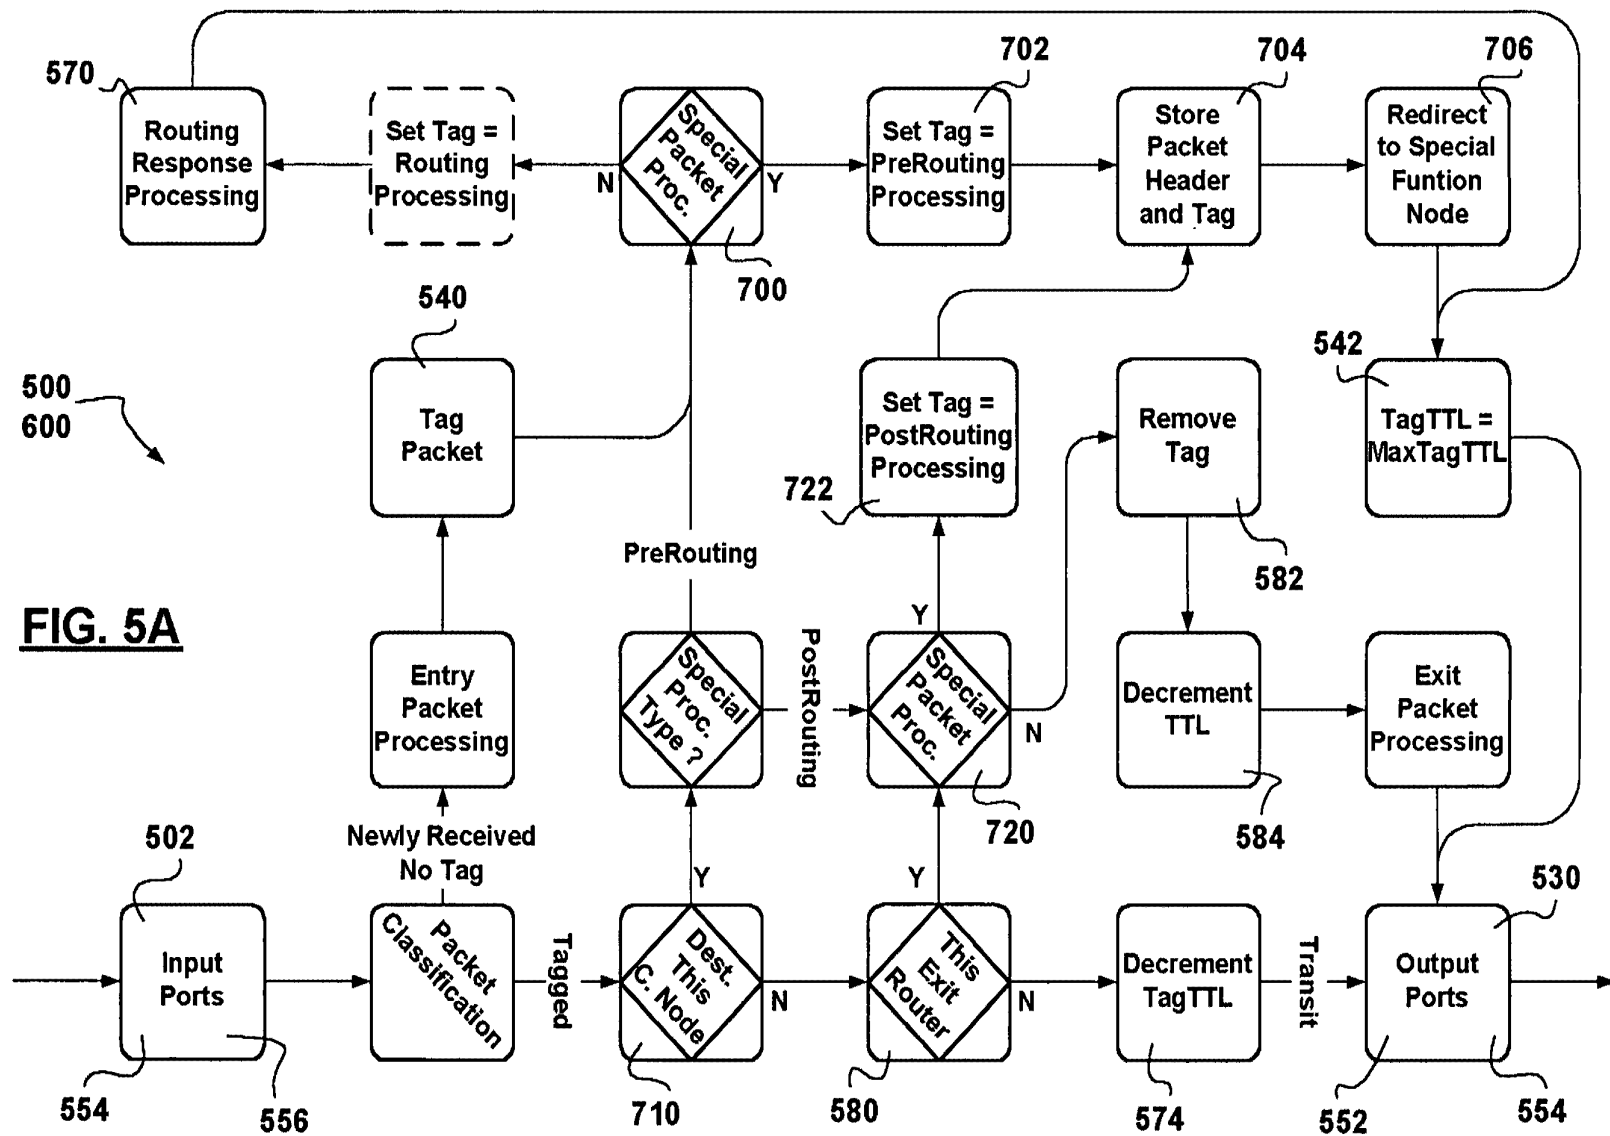 570
702
704
706
Routing
Response
Processing
Set Tag =
Routing
Processing
Special
Packet
Proc.
N
Y
700
Set Tag =
PreRouting
Processing
Store
Packet
Header
and Tag
Redirect
to Special
Funtion
Node
540
542
500
600
Tag
Packet
PreRouting
Set Tag =
PostRouting
Processing
722
Remove
Tag
582
TagTTL =
MaxTagTTL
FIG. 5A
Entry
Packet
Processing
Special
Proc.
Type ?
PostRouting
Y
Special
Packet
Proc.
N
720
Decrement
TTL
584
Exit
Packet
Processing
502
Newly Received
No Tag
Y
Y
530
Input
Ports
554
556
Packet
Classification
Tagged
Dest.
This
C. Node
N
710
This
Exit
Router
N
580
Decrement
TagTTL
574
Transit
Output
Ports
552
554